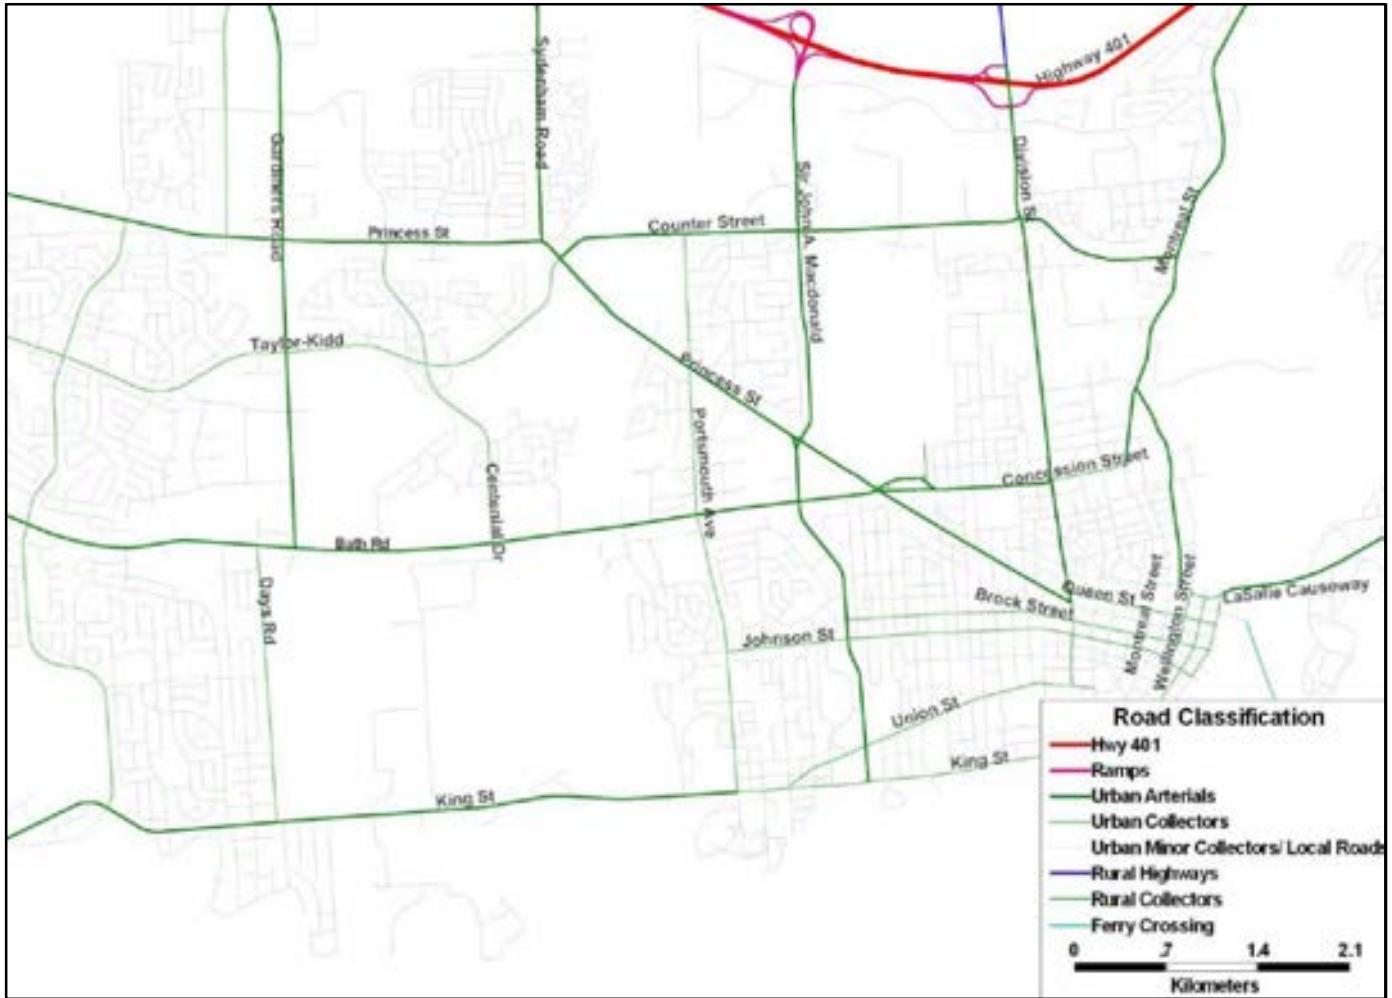 Sydenham Road
Highway 401
Gardiners Road
Division St
Sir John A. Macdonald
Montreal St
Princess St
Counter Street
Taylor-Kidd
Princess St
Portsmouth Ave
Centennial Dr
Concession Street
Bath Rd
Days Rd
Queen St
Brock Street
Montreal Street
Wellington Street
LaSalle Causeway
Johnson St
Union St
King St
King St
Road Classification
Hwy 401
Ramps
Urban Arterials
Urban Collectors
Urban Minor Collectors/ Local Roads
Rural Highways
Rural Collectors
Ferry Crossing
0 .7 1.4 2.1
Kilometers